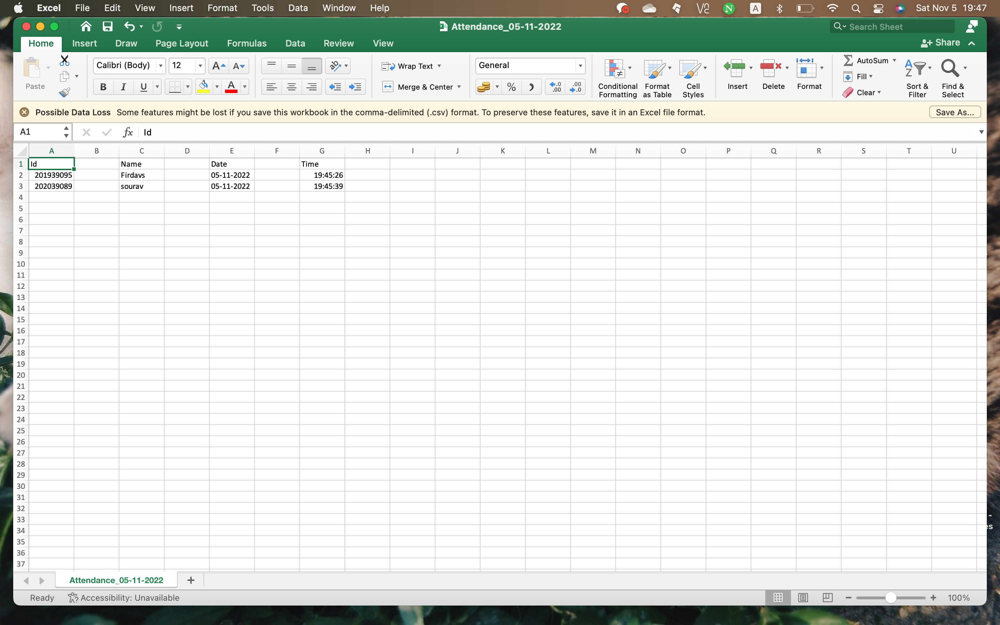 Excel File Edit View Insert Format Tools Data Window Help N A N A Sat Nov 5 19:47
Attendance_05-11-2022 Search Sheet
Home Insert Draw Page Layout Formulas Data Review View Share
Paste Calibri (Body) 12 A A ab Wrap Text General Conditional Formatting Format as Table Cell Styles Insert Delete Format AutoSum Fill Clear Sort & Filter Find & Select
B I U A Merge & Center % .0 .00 .00 .0
Possible Data Loss Some features might be lost if you save this workbook in the comma-delimited (.csv) format. To preserve these features, save it in an Excel file format. Save As...
A1 fx Id
A B C D E F G H I J K L M N O P Q R S T U
1 Id Name Date Time
2 201939095 Firdavs 05-11-2022 19:45:26
3 202039089 sourav 05-11-2022 19:45:39
4
5
6
7
8
9
10
11
12
13
14
15
16
17
18
19
20
21
22
23
24
25
26
27
28
29
30
31
32
33
34
35
36
37
Attendance_05-11-2022 +
Ready Accessibility: Unavailable 100%